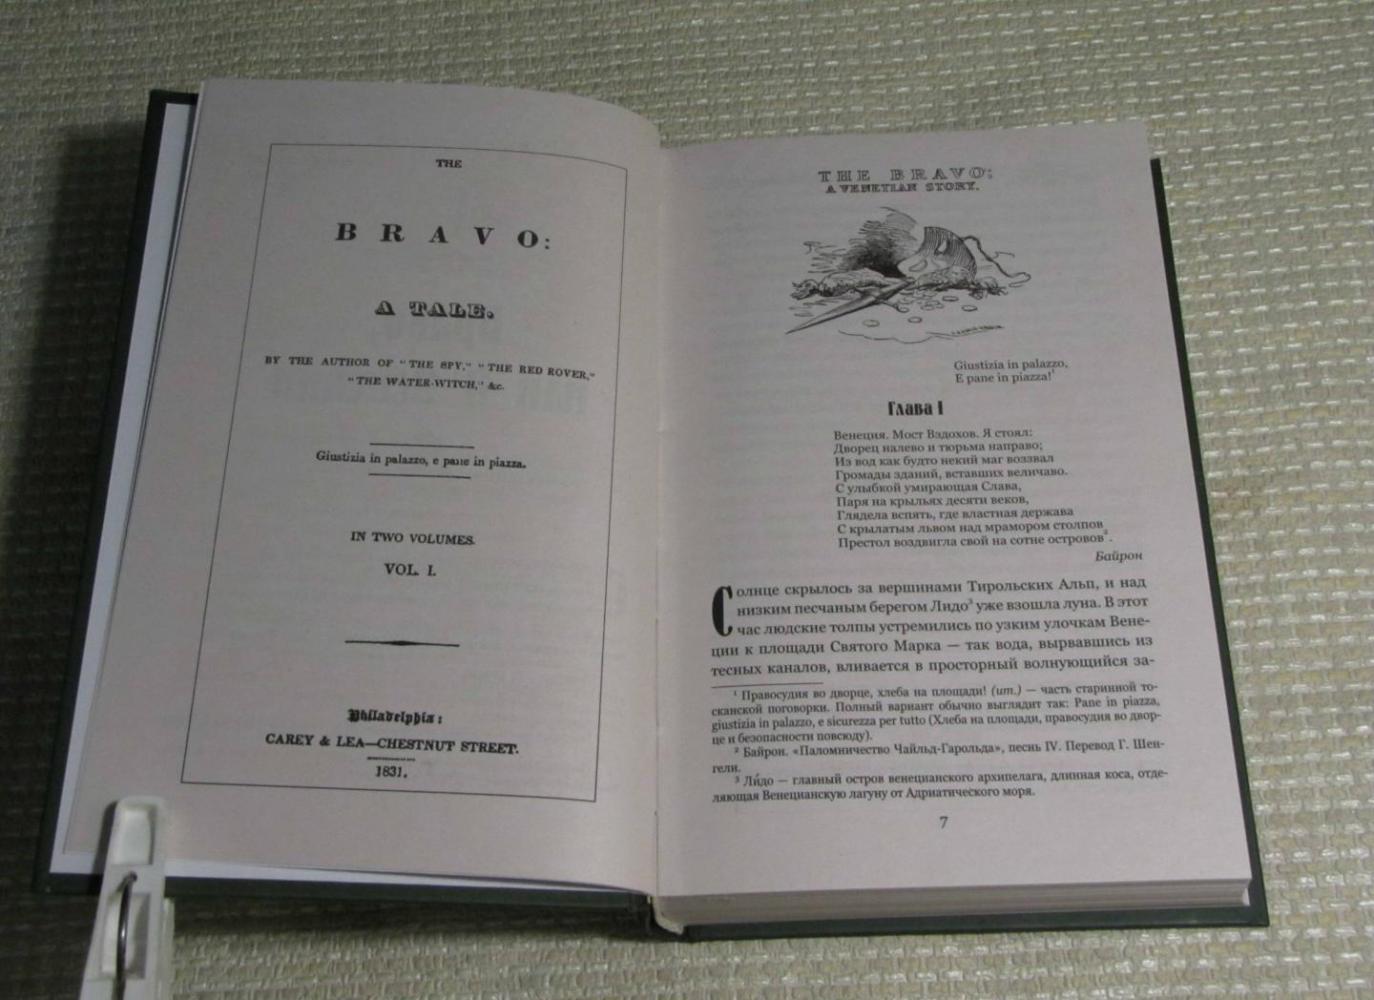 THE
BRAVO:
A TALE.
BY THE AUTHOR OF "THE SPY," "THE RED ROVER,"
"THE WATER-WITCH," &c.
Giustizia in palazzo, e pane in piazza.
IN TWO VOLUMES.
VOL. I.
Philadelphia:
CAREY & LEA—CHESTNUT STREET.
1831.
THE BRAVO:
A VENETIAN STORY.
Giustizia in palazzo,
E pane in piazza!1
Глава I
Венеция. Мост Вздохов. Я стоял:
Дворец налево и тюрьма направо;
Из вод как будто некий маг воззвал
Громады зданий, вставших величаво.
С улыбкой умирающая Слава,
Паря на крыльях десяти веков,
Глядела вспять, где властная держава
С крылатым львом над мрамором столпов
Престол воздвигла свой на сотне островов2.
Байрон
Солнце скрылось за вершинами Тирольских Альп, и над
низким песчаным берегом Лидо3 уже взошла луна. В этот
час людские толпы устремились по узким улочкам Вене-
ции к площади Святого Марка — так вода, вырвавшись из
тесных каналов, вливается в просторный волнующийся за-
1 Правосудия во дворце, хлеба на площади! (ит.) — часть старинной то-
сканской поговорки. Полный вариант обычно выглядит так: Pane in piazza,
giustizia in palazzo, e sicurezza per tutto (Хлеба на площади, правосудия во двор-
це и безопасности повсюду).
2 Байрон. «Паломничество Чайльд-Гарольда», песнь IV. Перевод Г. Шен-
гели.
3 Ли́до — главный остров венецианского архипелага, длинная коса, отде-
ляющая Венецианскую лагуну от Адриатического моря.
7